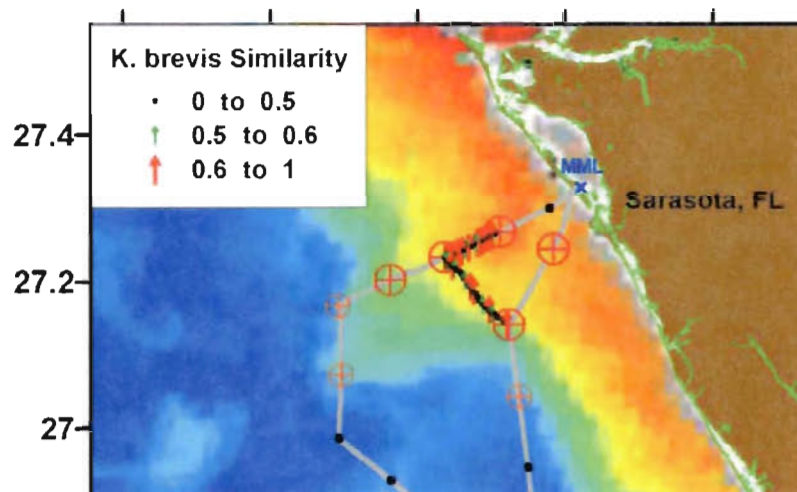 K. brevis Similarity
0 to 0.5
0.5 to 0.6
0.6 to 1
27.4
MML
Sarasota, FL
27.2
27